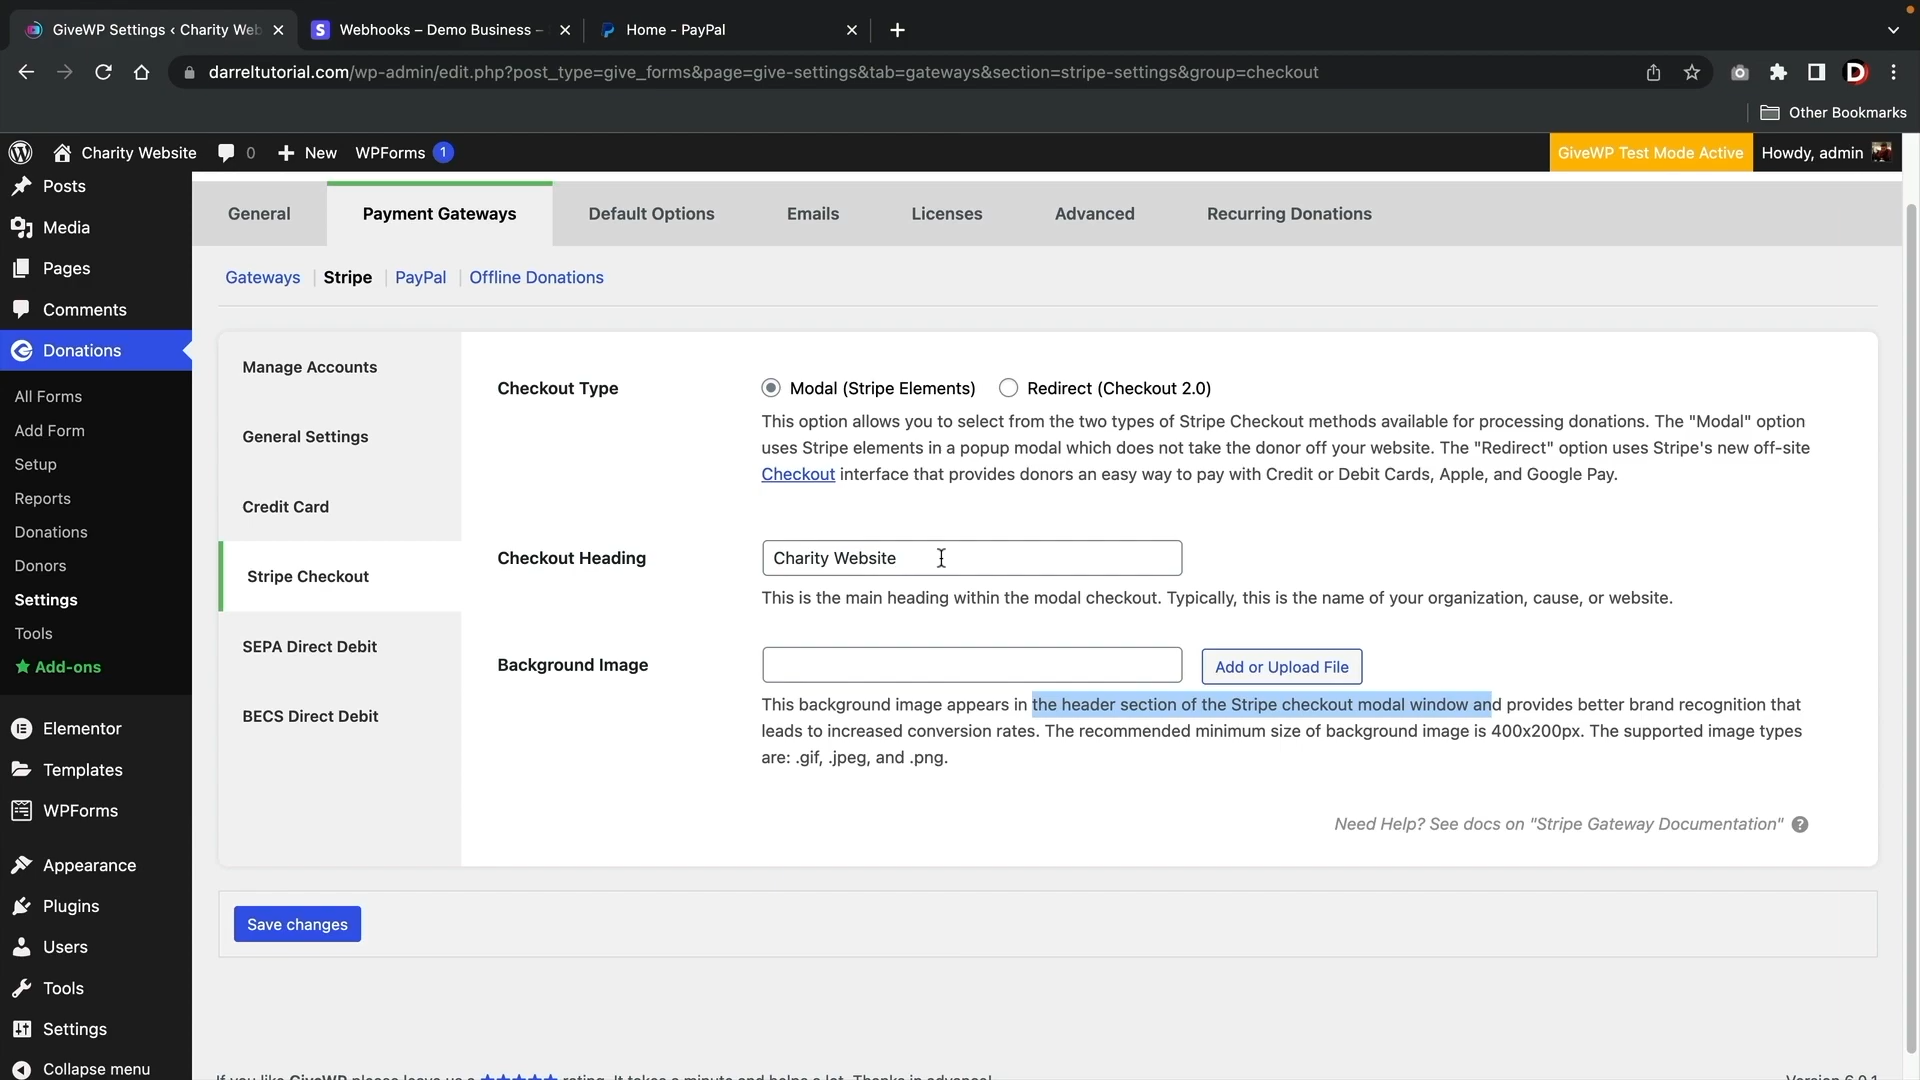 GiveWP Settings ‹ Charity Web
Webhooks – Demo Business –
Home - PayPal
darreltutorial.com/wp-admin/edit.php?post_type=give_forms&page=give-settings&tab=gateways&section=stripe-settings&group=checkout
Other Bookmarks
Charity Website
0
New
WPForms 1
GiveWP Test Mode Active
Howdy, admin
Posts
Media
Pages
Comments
Donations
All Forms
Add Form
Setup
Reports
Donations
Donors
Settings
Tools
Add-ons
Elementor
Templates
WPForms
Appearance
Plugins
Users
Tools
Settings
Collapse menu
General
Payment Gateways
Default Options
Emails
Licenses
Advanced
Recurring Donations
Gateways | Stripe | PayPal | Offline Donations
Manage Accounts
General Settings
Credit Card
Stripe Checkout
SEPA Direct Debit
BECS Direct Debit
Checkout Type
Modal (Stripe Elements)
Redirect (Checkout 2.0)
This option allows you to select from the two types of Stripe Checkout methods available for processing donations. The "Modal" option
uses Stripe elements in a popup modal which does not take the donor off your website. The "Redirect" option uses Stripe's new off-site
Checkout interface that provides donors an easy way to pay with Credit or Debit Cards, Apple, and Google Pay.
Checkout Heading
Charity Website
This is the main heading within the modal checkout. Typically, this is the name of your organization, cause, or website.
Background Image
Add or Upload File
This background image appears in the header section of the Stripe checkout modal window and provides better brand recognition that
leads to increased conversion rates. The recommended minimum size of background image is 400x200px. The supported image types
are: .gif, .jpeg, and .png.
Need Help? See docs on "Stripe Gateway Documentation"
Save changes
If you like GiveWP please leave us a ★★★★★ rating. It takes a minute and helps a lot. Thanks in advance!
Version 6.0.1